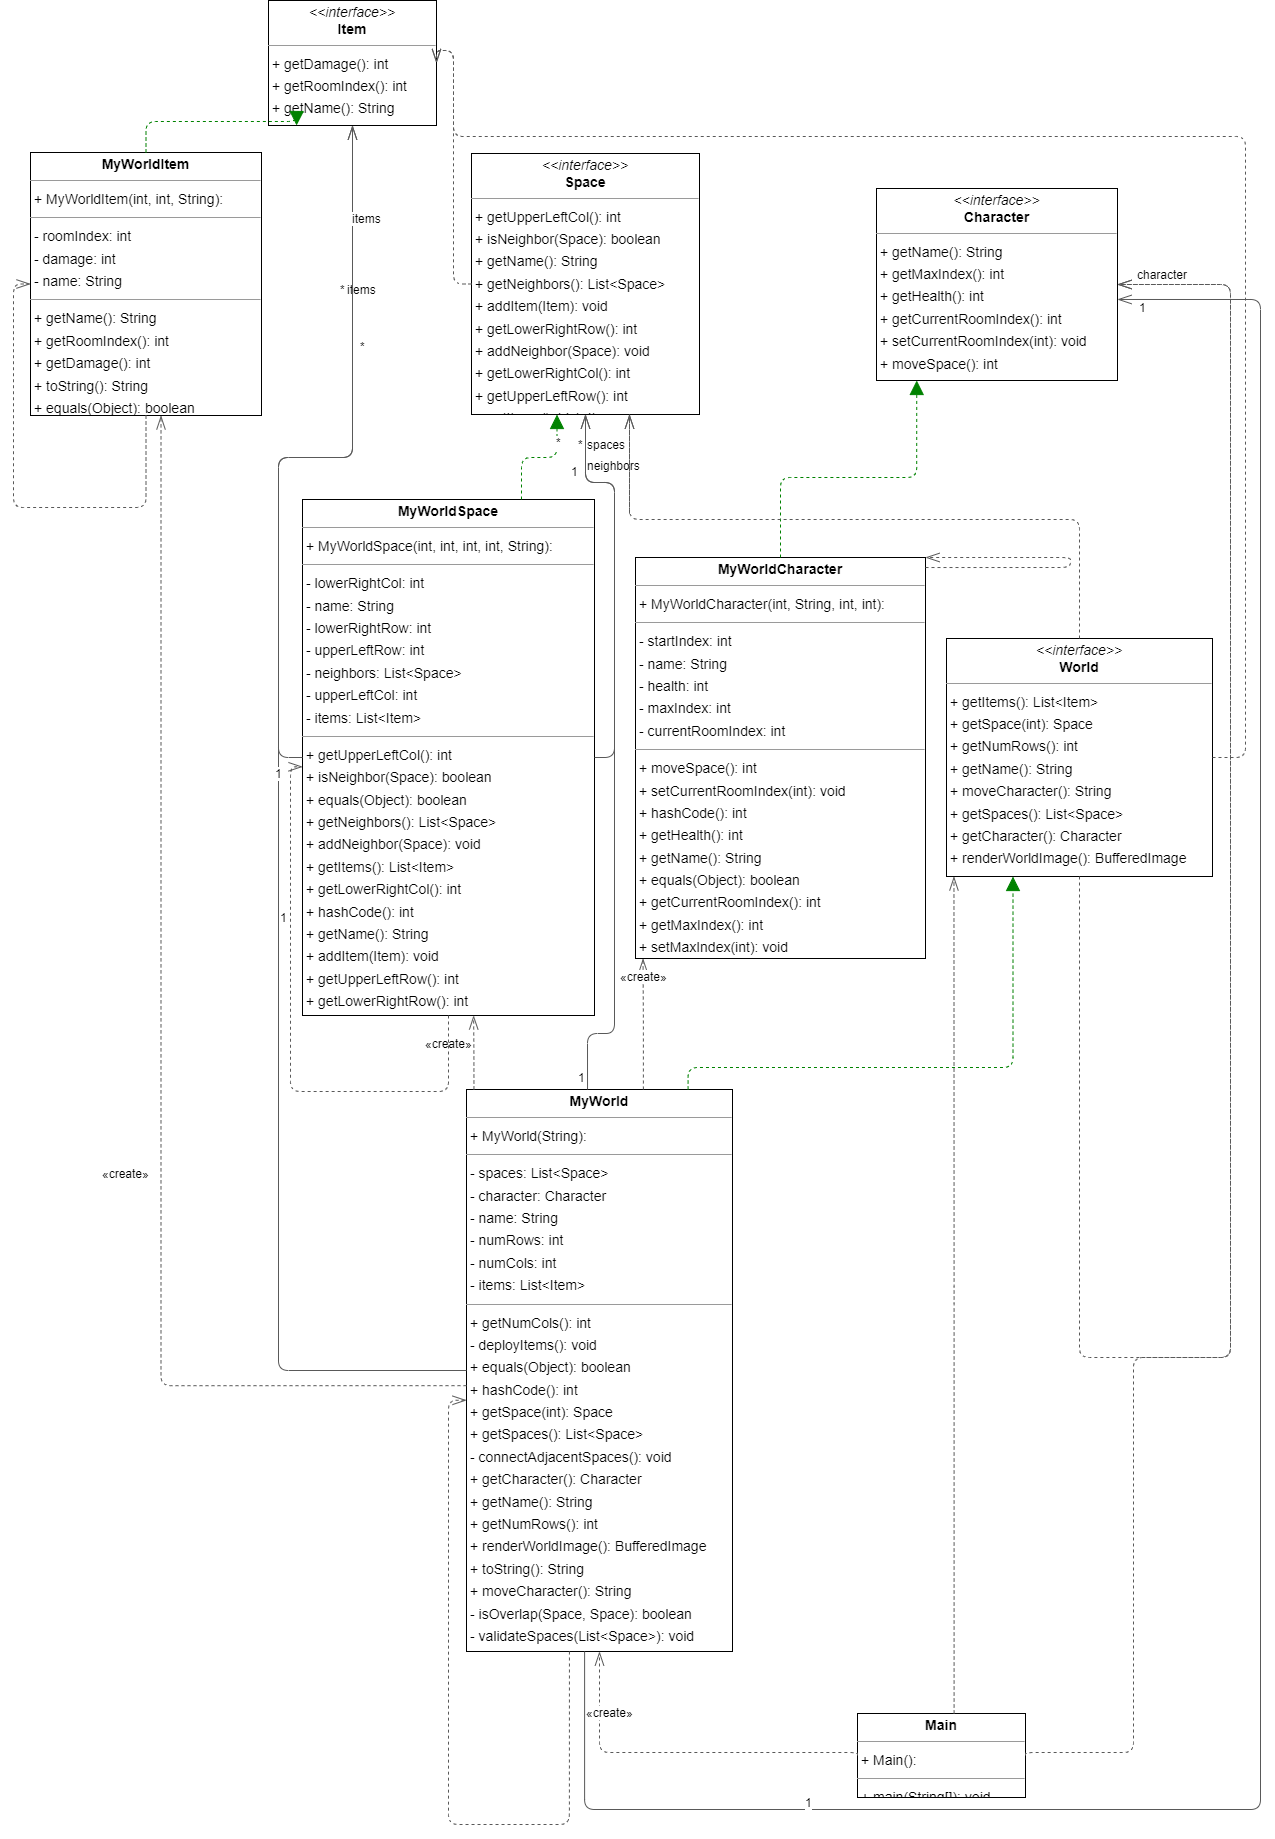 <<interface>>
Item
+ getDamage(): int
+ getRoomIndex(): int
+ getName(): String
MyWorldItem
+ MyWorldItem(int, int, String):
- roomIndex: int
- damage: int
- name: String
+ getName(): String
+ getRoomIndex(): int
+ getDamage(): int
+ toString(): String
+ equals(Object): boolean
items
* items
*
<<interface>>
Space
+ getUpperLeftCol(): int
+ isNeighbor(Space): boolean
+ getName(): String
+ getNeighbors(): List<Space>
+ addItem(Item): void
+ getLowerRightRow(): int
+ addNeighbor(Space): void
+ getLowerRightCol(): int
+ getUpperLeftRow(): int
<<interface>>
Character
+ getName(): String
+ getMaxIndex(): int
+ getHealth(): int
+ getCurrentRoomIndex(): int
+ setCurrentRoomIndex(int): void
+ moveSpace(): int
character
1
*
* spaces
neighbors
1
MyWorldSpace
+ MyWorldSpace(int, int, int, int, String):
- lowerRightCol: int
- name: String
- lowerRightRow: int
- upperLeftRow: int
- neighbors: List<Space>
- upperLeftCol: int
- items: List<Item>
+ getUpperLeftCol(): int
+ isNeighbor(Space): boolean
+ equals(Object): boolean
+ getNeighbors(): List<Space>
+ addNeighbor(Space): void
+ getItems(): List<Item>
+ getLowerRightCol(): int
+ hashCode(): int
+ getName(): String
+ addItem(Item): void
+ getUpperLeftRow(): int
+ getLowerRightRow(): int
1
1
MyWorldCharacter
+ MyWorldCharacter(int, String, int, int):
- startIndex: int
- name: String
- health: int
- maxIndex: int
- currentRoomIndex: int
+ moveSpace(): int
+ setCurrentRoomIndex(int): void
+ hashCode(): int
+ getHealth(): int
+ getName(): String
+ equals(Object): boolean
+ getCurrentRoomIndex(): int
+ getMaxIndex(): int
+ setMaxIndex(int): void
<<interface>>
World
+ getItems(): List<Item>
+ getSpace(int): Space
+ getNumRows(): int
+ getName(): String
+ moveCharacter(): String
+ getSpaces(): List<Space>
+ getCharacter(): Character
+ renderWorldImage(): BufferedImage
«create»
«create»
1
«create»
MyWorld
+ MyWorld(String):
- spaces: List<Space>
- character: Character
- name: String
- numRows: int
- numCols: int
- items: List<Item>
+ getNumCols(): int
- deployItems(): void
+ equals(Object): boolean
+ hashCode(): int
+ getSpace(int): Space
+ getSpaces(): List<Space>
- connectAdjacentSpaces(): void
+ getCharacter(): Character
+ getName(): String
+ getNumRows(): int
+ renderWorldImage(): BufferedImage
+ toString(): String
+ moveCharacter(): String
- isOverlap(Space, Space): boolean
- validateSpaces(List<Space>): void
«create»
Main
+ Main():
+ main(String[]): void
1